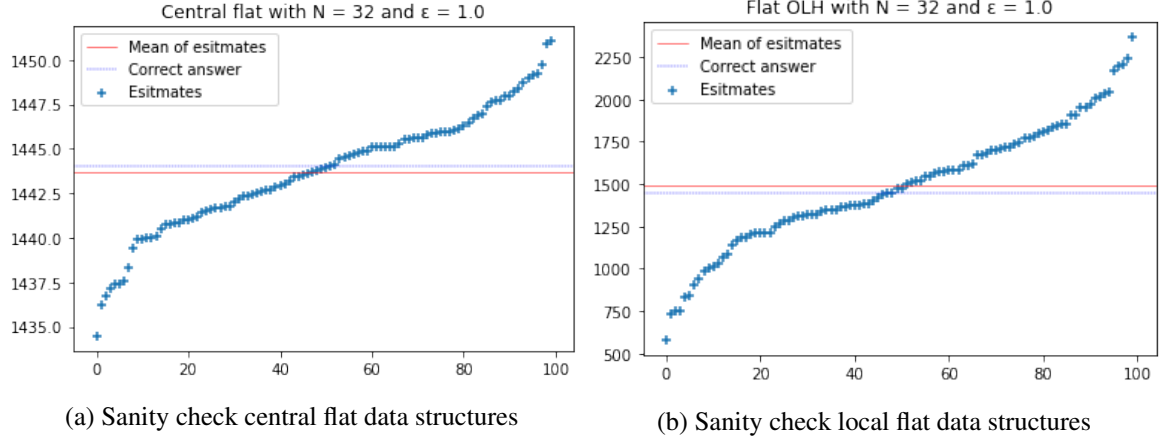 Central flat with N = 32 and ε = 1.0
Mean of esitmates
Correct answer
Esitmates
1450.0
1447.5
1445.0
1442.5
1440.0
1437.5
1435.0
0 20 40 60 80 100
(a) Sanity check central flat data structures
Flat OLH with N = 32 and ε = 1.0
Mean of esitmates
Correct answer
Esitmates
2250
2000
1750
1500
1250
1000
750
500
0 20 40 60 80 100
(b) Sanity check local flat data structures